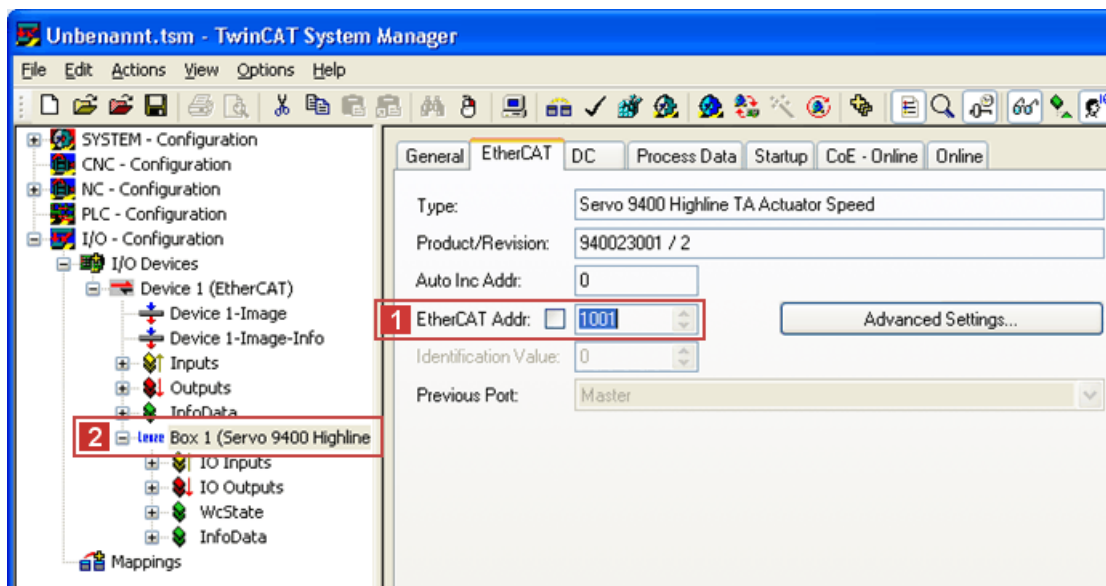 Unbenannt.tsm - TwinCAT System Manager
File Edit Actions View Options Help
SYSTEM - Configuration
CNC - Configuration
NC - Configuration
PLC - Configuration
I/O - Configuration
I/O Devices
Device 1 (EtherCAT)
Device 1-Image
Device 1-Image-Info
Inputs
Outputs
InfoData
2 Lenze Box 1 (Servo 9400 Highline
IO Inputs
IO Outputs
WcState
InfoData
Mappings
General EtherCAT DC Process Data Startup CoE - Online Online
Type: Servo 9400 Highline TA Actuator Speed
Product/Revision: 940023001 / 2
Auto Inc Addr: 0
1 EtherCAT Addr: 1001 Advanced Settings...
Identification Value: 0
Previous Port: Master